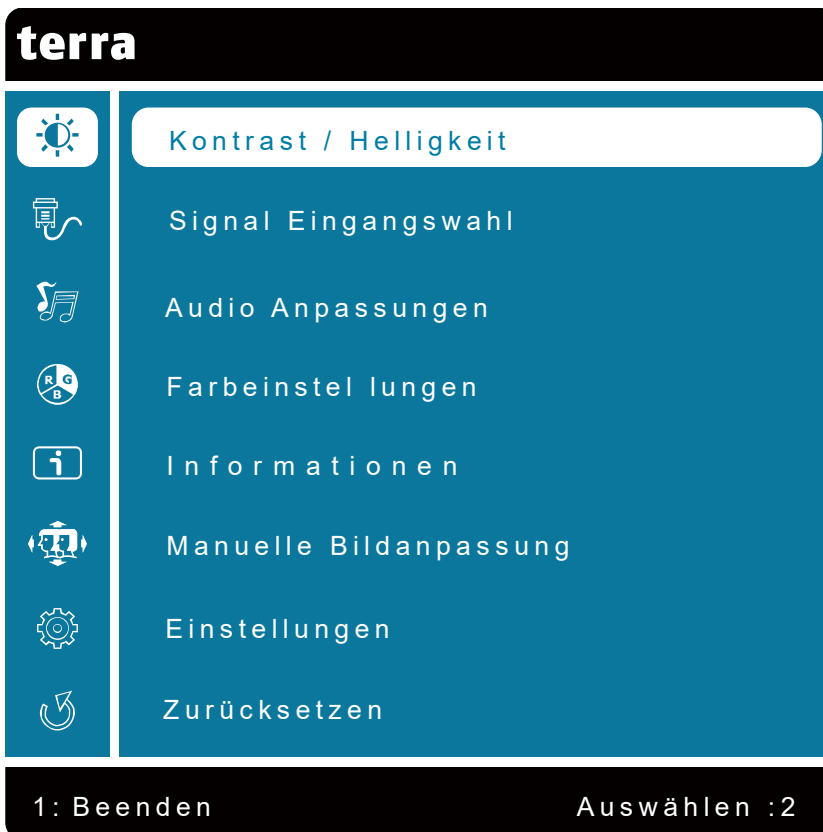 terra
Kontrast / Helligkeit
Signal Eingangswahl
Audio Anpassungen
R G B
Farbeinstel lungen
i
Informationen
Manuelle Bildanpassung
Einstellungen
Zurücksetzen
1: Beenden
Auswählen :2